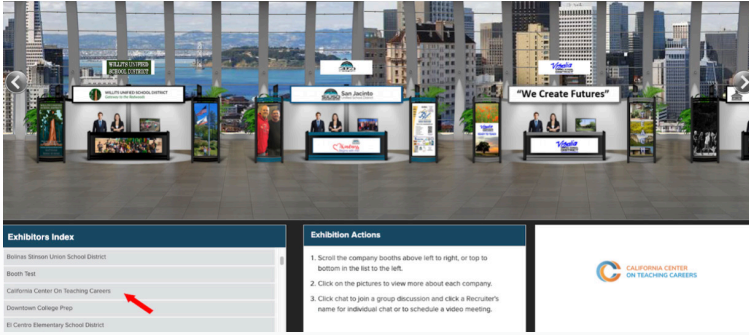 WILLITS UNIFIED
SCHOOL DISTRICT
WILLITS UNIFIED SCHOOL DISTRICT
San Jacinto
"We Create Futures"
Visalia
Visalia
Exhibitors Index
Bolinas Stinson Union School District
Booth Test
California Center On Teaching Careers
Downtown College Prep
El Centro Elementary School District
Exhibition Actions
1. Scroll the company booths above left to right, or top to
bottom in the list to the left.
2. Click on the pictures to view more about each company.
3. Click chat to join a group discussion and click a Recruiter's
name for individual chat or to schedule a video meeting.
CALIFORNIA CENTER
ON TEACHING CAREERS